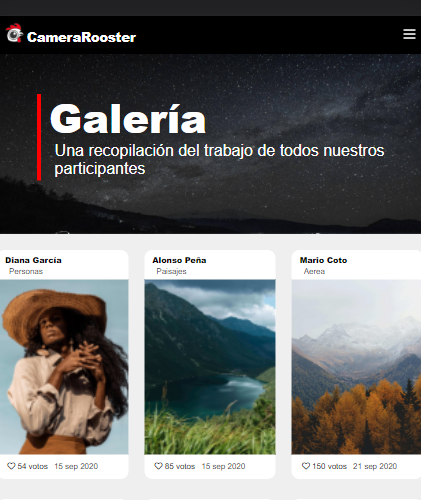 CameraRooster
Galería
Una recopilación del trabajo de todos nuestros
participantes
Diana García
Personas
54 votos 15 sep 2020
Alonso Peña
Paisajes
85 votos 15 sep 2020
Mario Coto
Aerea
150 votos 21 sep 2020